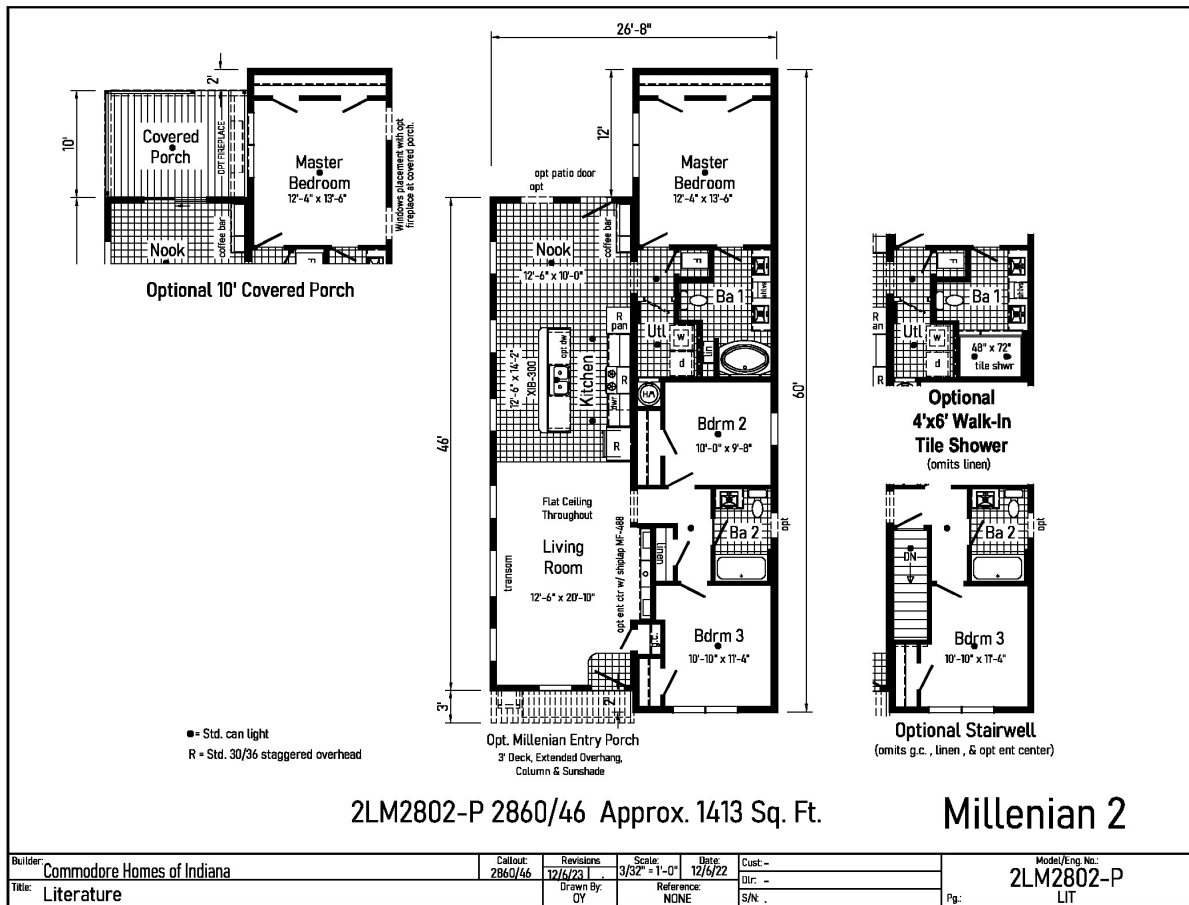 26'-8"
2'
10'
Covered
Porch
OPT FIREPLACE
Master
Bedroom
12'-4" x 13'-6"
Windows placement with opt
fireplace at covered porch.
Nook
coffee bar
F
Optional 10' Covered Porch
12'
opt patio door
opt
Master
Bedroom
12'-4" x 13'-6"
Nook
12'-6" x 10'-0"
coffee bar
F
Ba 1
Utl
R
pan
w
d
lin
opt dw
12'-6" x 14'-2"
XIB-300
Kitchen
R
dwr
R
46'
60'
Bdrm 2
10'-0" x 9'-8"
Flat Ceiling
Throughout
Living
Room
12'-6" x 20'-10"
transom
opt ent ctr w/ shiplap MF-488
linen
Ba 2
opt
g.c.
Bdrm 3
10'-10" x 11'-4"
3'
2'
Opt. Millenian Entry Porch
3' Deck, Extended Overhang,
Column & Sunshade
F
Ba 1
R
pan
Utl
w
d
R
48" x 72"
tile shwr
Optional
4'x6' Walk-In
Tile Shower
(omits linen)
Ba 2
opt
DN
Bdrm 3
10'-10" x 11'-4"
Optional Stairwell
(omits g.c. , linen , & opt ent center)
= Std. can light
R = Std. 30/36 staggered overhead
2LM2802-P 2860/46 Approx. 1413 Sq. Ft.
Millenian 2
Builder: Commodore Homes of Indiana
Title: Literature
Callout:
2860/46
Revisions
12/6/23 .
Scale:
3/32" = 1'-0"
Date:
12/6/22
Drawn By:
OY
Reference:
NONE
Cust: -
Dlr: -
S/N: .
Model/Eng. No.:
2LM2802-P
Pg.: LIT